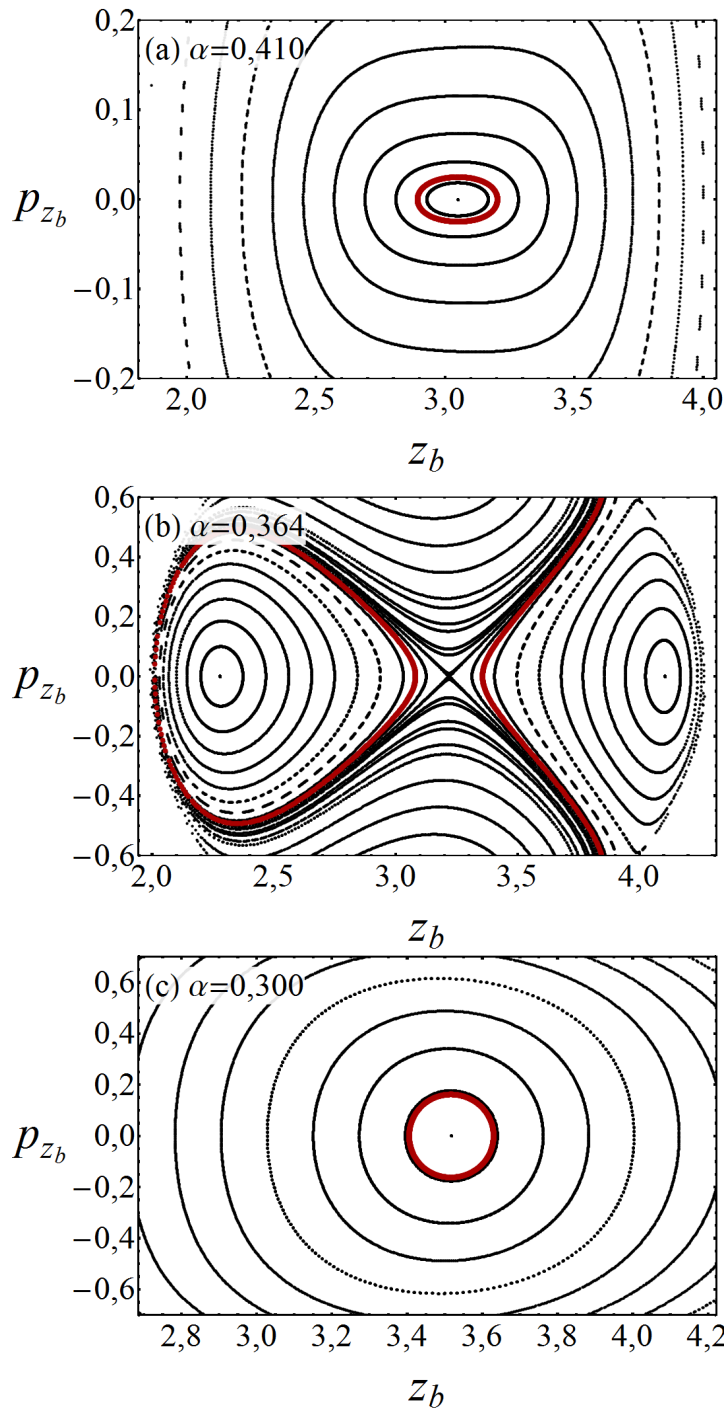 (a) α=0,410
0,2
0,1
0,0
−0,1
−0,2
p_{z_b}
2,0 2,5 3,0 3,5 4,0
z_b
(b) α=0,364
0,6
0,4
0,2
0,0
−0,2
−0,4
−0,6
p_{z_b}
2,0 2,5 3,0 3,5 4,0
z_b
(c) α=0,300
0,6
0,4
0,2
0,0
−0,2
−0,4
−0,6
p_{z_b}
2,8 3,0 3,2 3,4 3,6 3,8 4,0 4,2
z_b